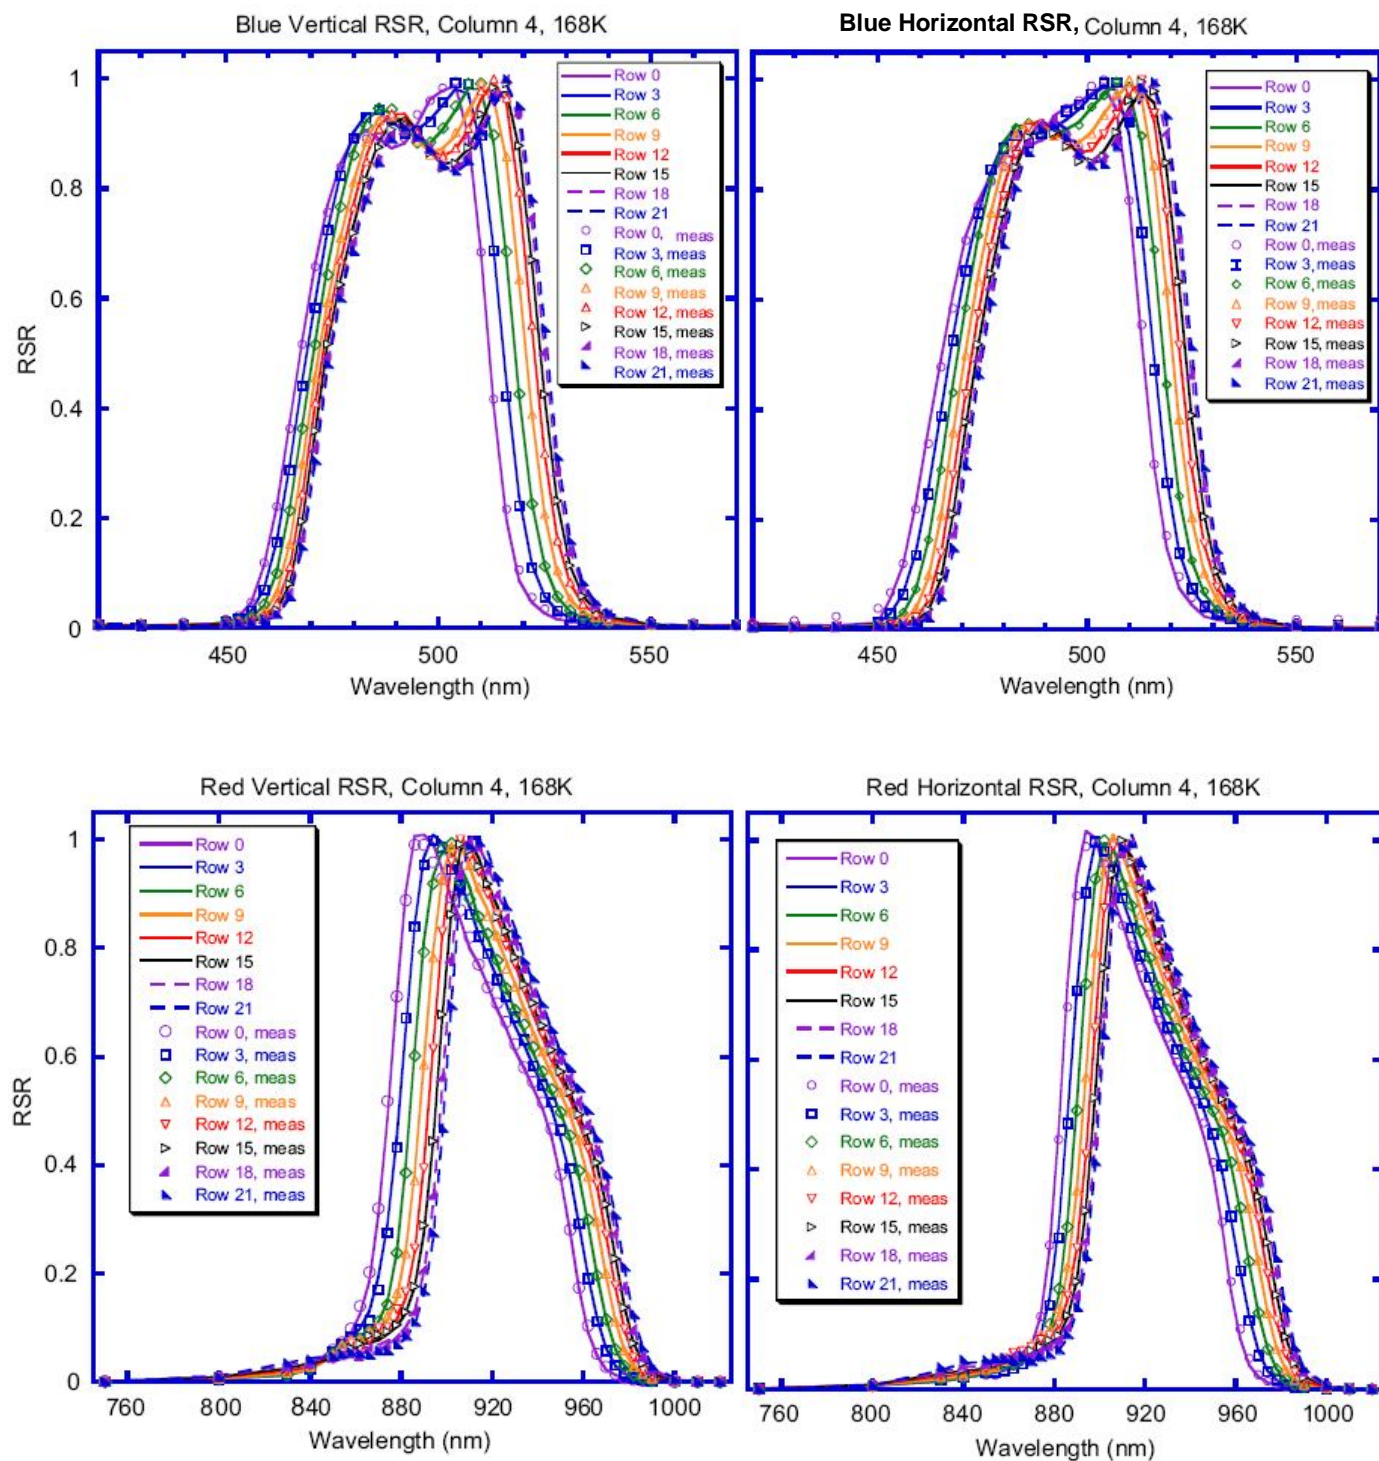 Blue Vertical RSR, Column 4, 168K
1
0.8
0.6
0.4
0.2
0
RSR
450
500
550
Wavelength (nm)
Row 0
Row 3
Row 6
Row 9
Row 12
Row 15
Row 18
Row 21
Row 0, meas
Row 3, meas
Row 6, meas
Row 9, meas
Row 12, meas
Row 15, meas
Row 18, meas
Row 21, meas
Blue Horizontal RSR, Column 4, 168K
450
500
550
Wavelength (nm)
Row 0
Row 3
Row 6
Row 9
Row 12
Row 15
Row 18
Row 21
Row 0, meas
Row 3, meas
Row 6, meas
Row 9, meas
Row 12, meas
Row 15, meas
Row 18, meas
Row 21, meas
Red Vertical RSR, Column 4, 168K
1
0.8
0.6
0.4
0.2
0
RSR
760
800
840
880
920
960
1000
Wavelength (nm)
Row 0
Row 3
Row 6
Row 9
Row 12
Row 15
Row 18
Row 21
Row 0, meas
Row 3, meas
Row 6, meas
Row 9, meas
Row 12, meas
Row 15, meas
Row 18, meas
Row 21, meas
Red Horizontal RSR, Column 4, 168K
760
800
840
880
920
960
1000
Wavelength (nm)
Row 0
Row 3
Row 6
Row 9
Row 12
Row 15
Row 18
Row 21
Row 0, meas
Row 3, meas
Row 6, meas
Row 9, meas
Row 12, meas
Row 15, meas
Row 18, meas
Row 21, meas